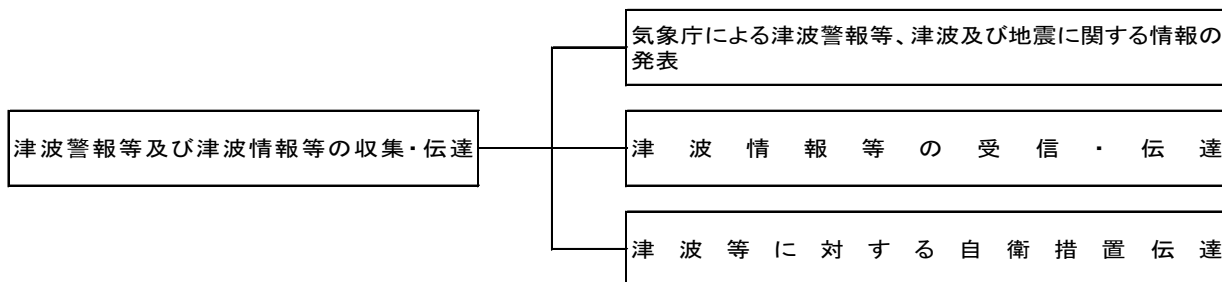 気象庁による津波警報等、津波及び地震に関する情報の
発表
津波警報等及び津波情報等の収集・伝達
津波情報等の受信・伝達
津波等に対する自衛措置伝達